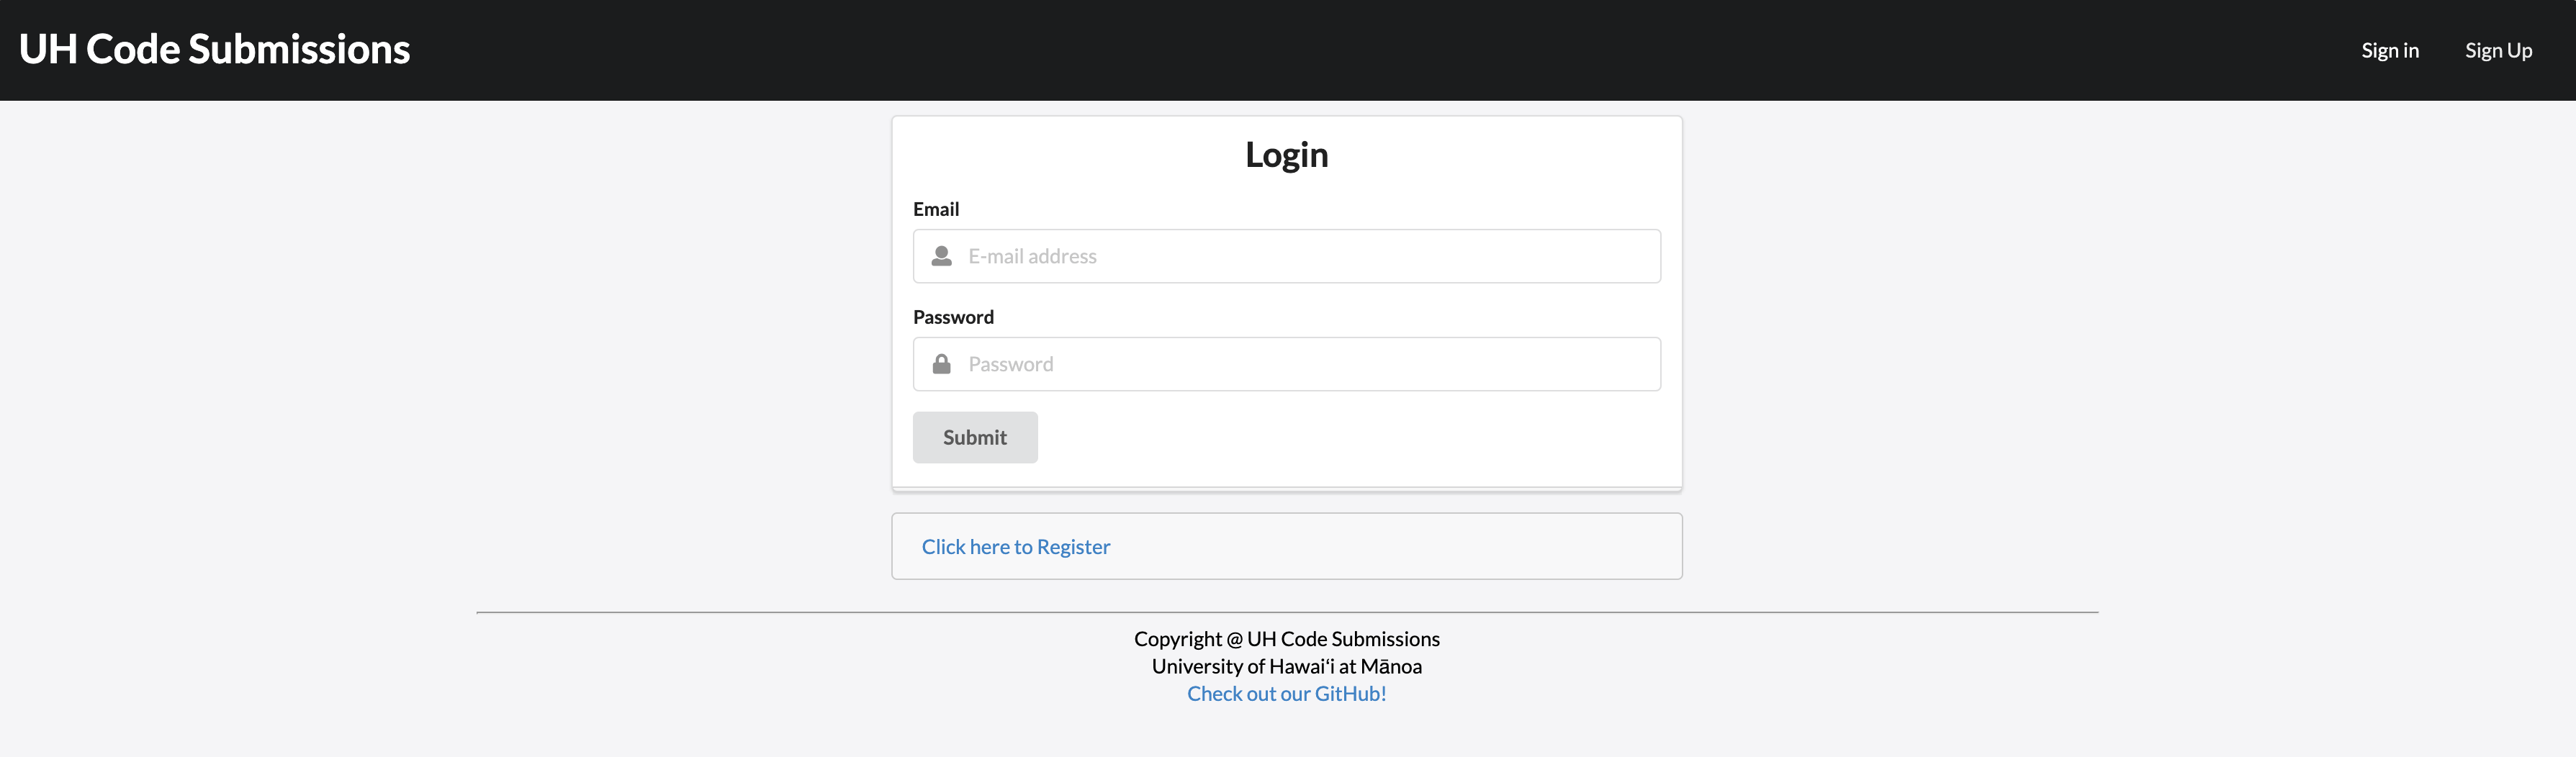 UH Code Submissions
Sign in
Sign Up
Login
Email
E-mail address
Password
Password
Submit
Click here to Register
Copyright @ UH Code Submissions
University of Hawaiʻi at Mānoa
Check out our GitHub!